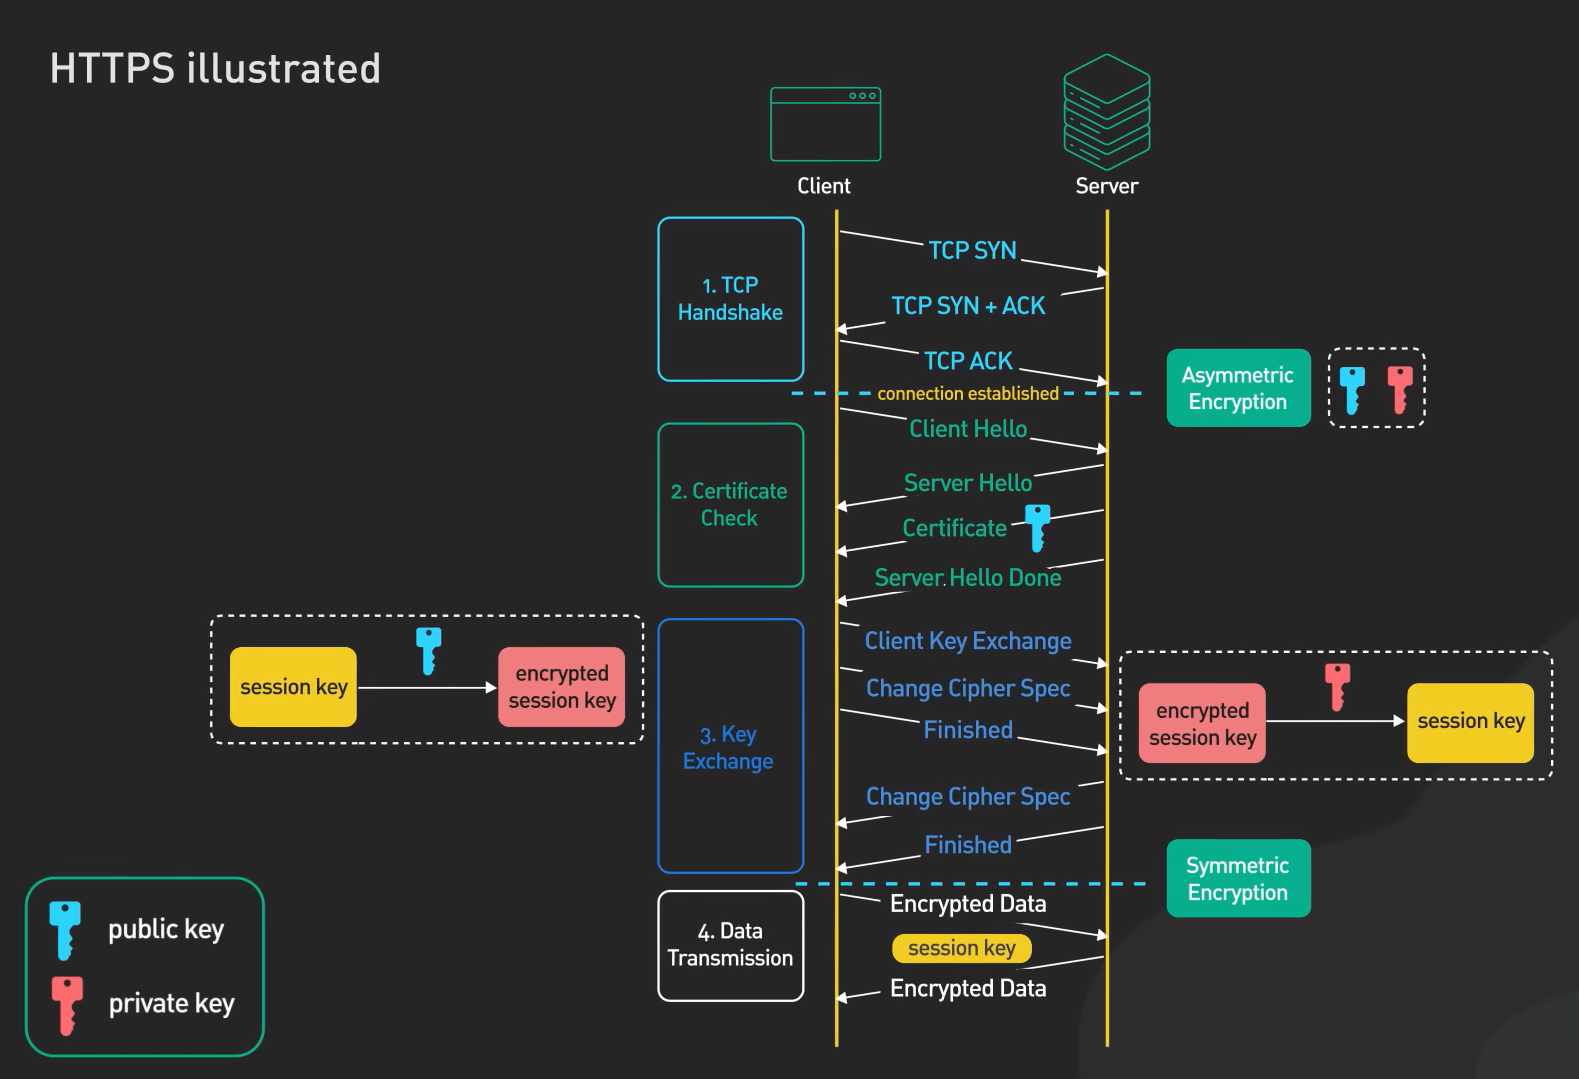 HTTPS illustrated
Client
Server
1. TCP
Handshake
TCP SYN
TCP SYN + ACK
TCP ACK
connection established
Asymmetric
Encryption
2. Certificate
Check
Client Hello
Server Hello
Certificate
Server Hello Done
session key
encrypted
session key
3. Key
Exchange
Client Key Exchange
Change Cipher Spec
Finished
Change Cipher Spec
Finished
encrypted
session key
session key
Symmetric
Encryption
4. Data
Transmission
Encrypted Data
session key
Encrypted Data
public key
private key